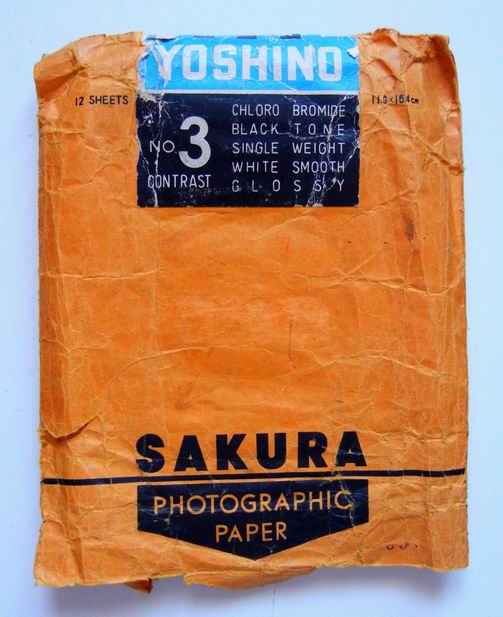 YOSHINO
12 SHEETS
NO. 3
CONTRAST
CHLORO BROMIDE
BLACK TONE
SINGLE WEIGHT
WHITE SMOOTH
GLOSSY
SAKURA
PHOTOGRAPHIC
PAPER